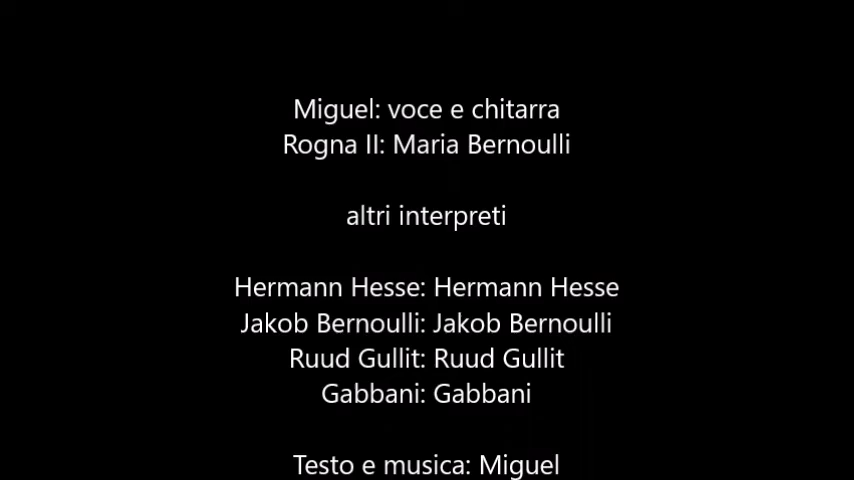 Miguel: voce e chitarra
Rogna II: Maria Bernoulli
altri interpreti
Hermann Hesse: Hermann Hesse
Jakob Bernoulli: Jakob Bernoulli
Ruud Gullit: Ruud Gullit
Gabbani: Gabbani
Testo e musica: Miguel